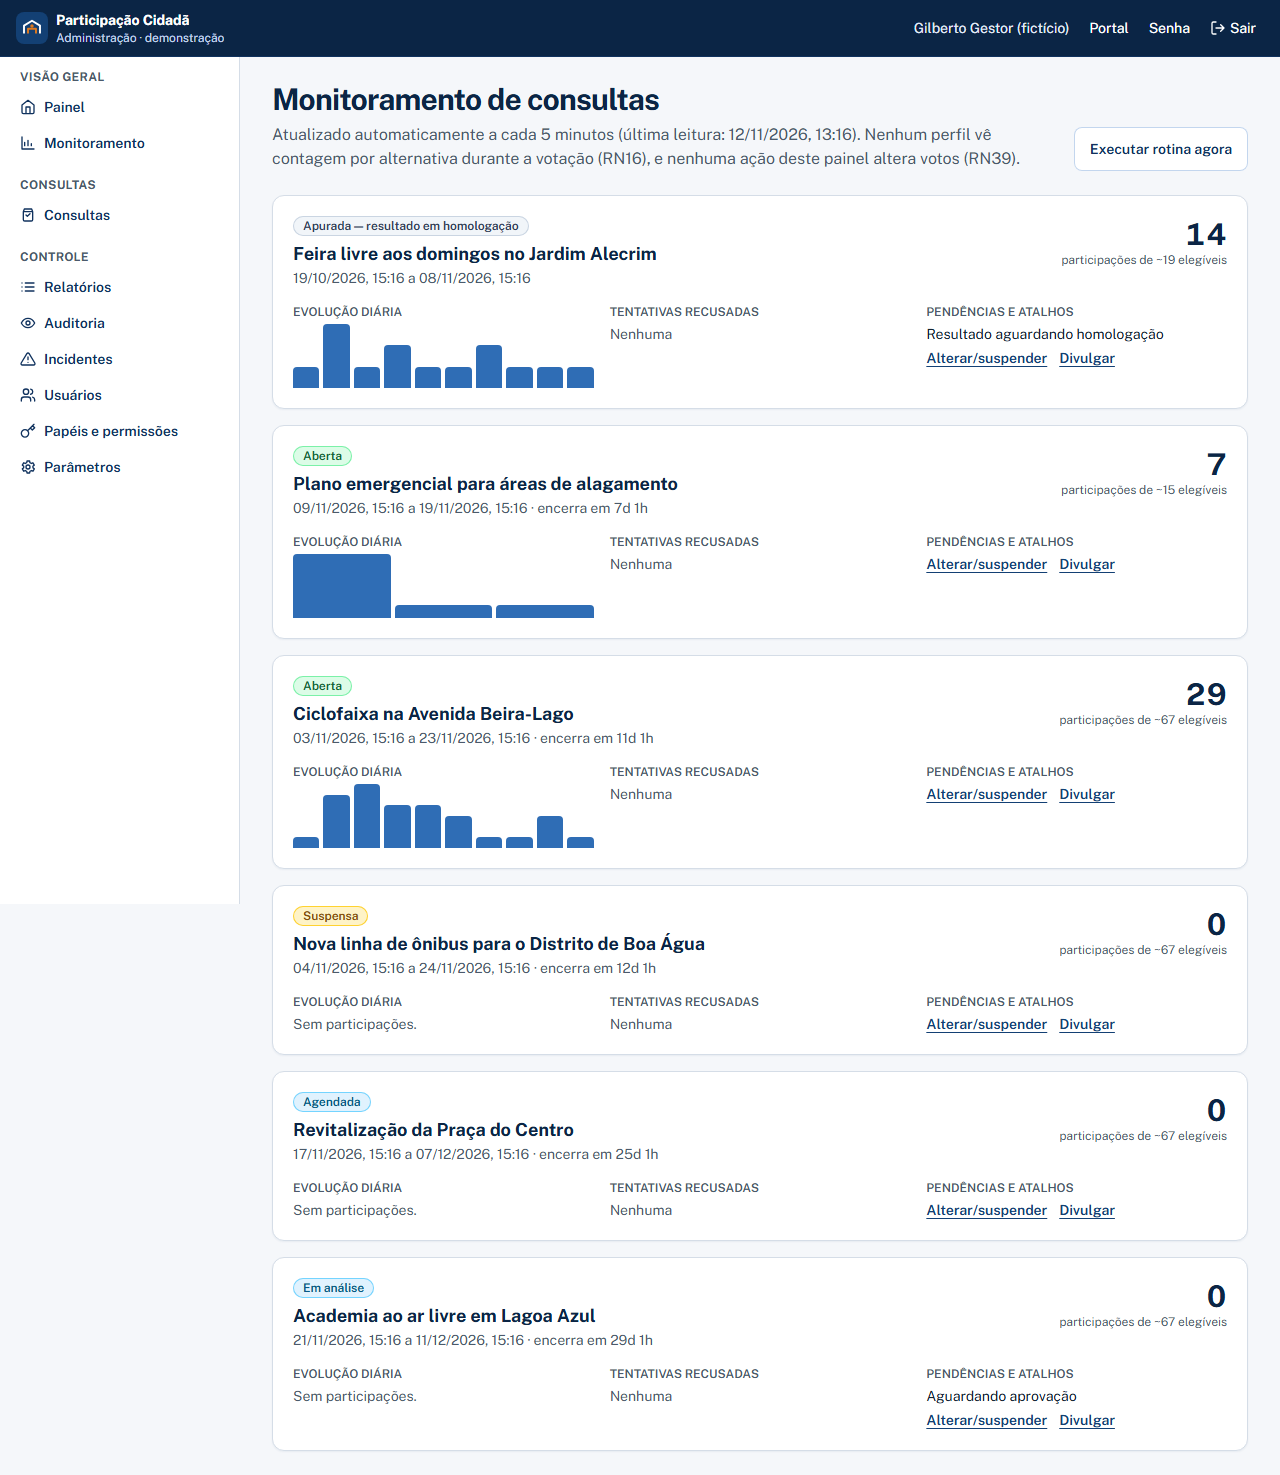 Participação Cidadã
Administração · demonstração
Gilberto Gestor (fictício)
Portal
Senha
Sair
VISÃO GERAL
Painel
Monitoramento
CONSULTAS
Consultas
CONTROLE
Relatórios
Auditoria
Incidentes
Usuários
Papéis e permissões
Parâmetros
Monitoramento de consultas
Atualizado automaticamente a cada 5 minutos (última leitura: 12/11/2026, 13:16). Nenhum perfil vê
contagem por alternativa durante a votação (RN16), e nenhuma ação deste painel altera votos (RN39).
Executar rotina agora
Apurada — resultado em homologação
Feira livre aos domingos no Jardim Alecrim
19/10/2026, 15:16 a 08/11/2026, 15:16
14
participações de ~19 elegíveis
EVOLUÇÃO DIÁRIA
TENTATIVAS RECUSADAS
Nenhuma
PENDÊNCIAS E ATALHOS
Resultado aguardando homologação
Alterar/suspender Divulgar
Aberta
Plano emergencial para áreas de alagamento
09/11/2026, 15:16 a 19/11/2026, 15:16 · encerra em 7d 1h
7
participações de ~15 elegíveis
EVOLUÇÃO DIÁRIA
TENTATIVAS RECUSADAS
Nenhuma
PENDÊNCIAS E ATALHOS
Alterar/suspender Divulgar
Aberta
Ciclofaixa na Avenida Beira-Lago
03/11/2026, 15:16 a 23/11/2026, 15:16 · encerra em 11d 1h
29
participações de ~67 elegíveis
EVOLUÇÃO DIÁRIA
TENTATIVAS RECUSADAS
Nenhuma
PENDÊNCIAS E ATALHOS
Alterar/suspender Divulgar
Suspensa
Nova linha de ônibus para o Distrito de Boa Água
04/11/2026, 15:16 a 24/11/2026, 15:16 · encerra em 12d 1h
0
participações de ~67 elegíveis
EVOLUÇÃO DIÁRIA
Sem participações.
TENTATIVAS RECUSADAS
Nenhuma
PENDÊNCIAS E ATALHOS
Alterar/suspender Divulgar
Agendada
Revitalização da Praça do Centro
17/11/2026, 15:16 a 07/12/2026, 15:16 · encerra em 25d 1h
0
participações de ~67 elegíveis
EVOLUÇÃO DIÁRIA
Sem participações.
TENTATIVAS RECUSADAS
Nenhuma
PENDÊNCIAS E ATALHOS
Alterar/suspender Divulgar
Em análise
Academia ao ar livre em Lagoa Azul
21/11/2026, 15:16 a 11/12/2026, 15:16 · encerra em 29d 1h
0
participações de ~67 elegíveis
EVOLUÇÃO DIÁRIA
Sem participações.
TENTATIVAS RECUSADAS
Nenhuma
PENDÊNCIAS E ATALHOS
Aguardando aprovação
Alterar/suspender Divulgar